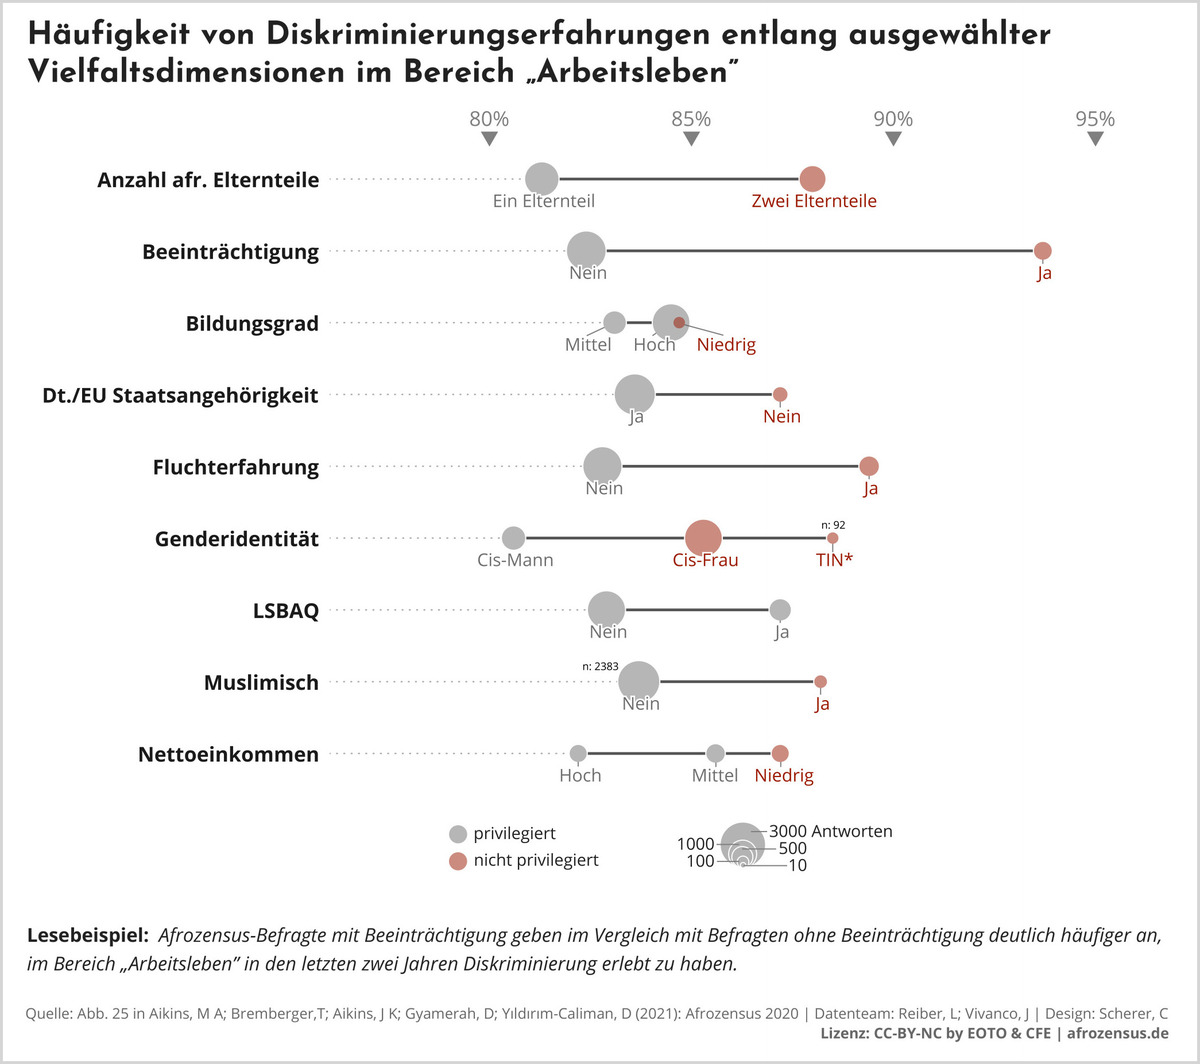 Häufigkeit von Diskriminierungserfahrungen entlang ausgewählter
Vielfaltsdimensionen im Bereich „Arbeitsleben”
80% 85% 90% 95%
Anzahl afr. Elternteile
Ein Elternteil Zwei Elternteile
Beeinträchtigung
Nein Ja
Bildungsgrad
Mittel Hoch Niedrig
Dt./EU Staatsangehörigkeit
Ja Nein
Fluchterfahrung
Nein Ja
n: 92
Genderidentität
Cis-Mann Cis-Frau TIN*
LSBAQ
Nein Ja
n: 2383
Muslimisch
Nein Ja
Nettoeinkommen
Hoch Mittel Niedrig
privilegiert
nicht privilegiert
3000 Antworten
1000 500
100 10
Lesebeispiel: Afrozensus-Befragte mit Beeinträchtigung geben im Vergleich mit Befragten ohne Beeinträchtigung deutlich häufiger an,
im Bereich „Arbeitsleben” in den letzten zwei Jahren Diskriminierung erlebt zu haben.
Quelle: Abb. 25 in Aikins, M A; Bremberger,T; Aikins, J K; Gyamerah, D; Yıldırım-Caliman, D (2021): Afrozensus 2020 | Datenteam: Reiber, L; Vivanco, J | Design: Scherer, C
Lizenz: CC-BY-NC by EOTO & CFE | afrozensus.de